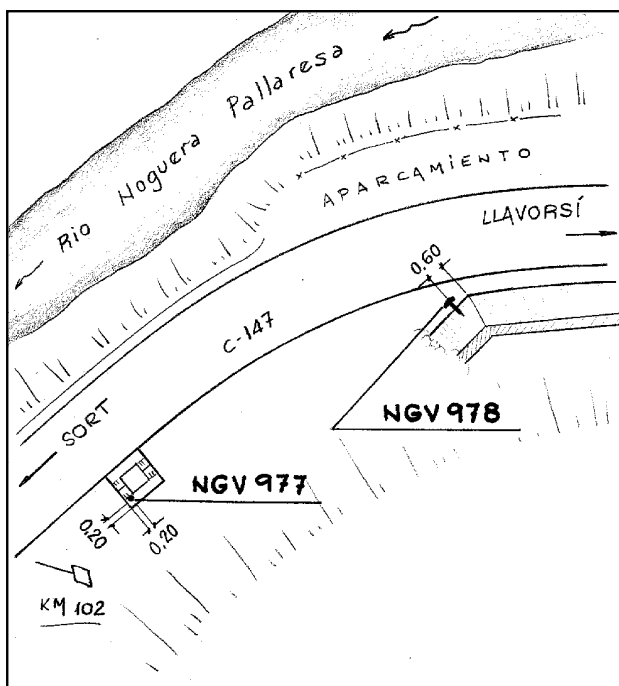 Rio Noguera Pallaresa
APARCAMIENTO
LLAVORSÍ
0,60
C-147
NGV 978
SORT
NGV 977
0,20
0,20
KM 102